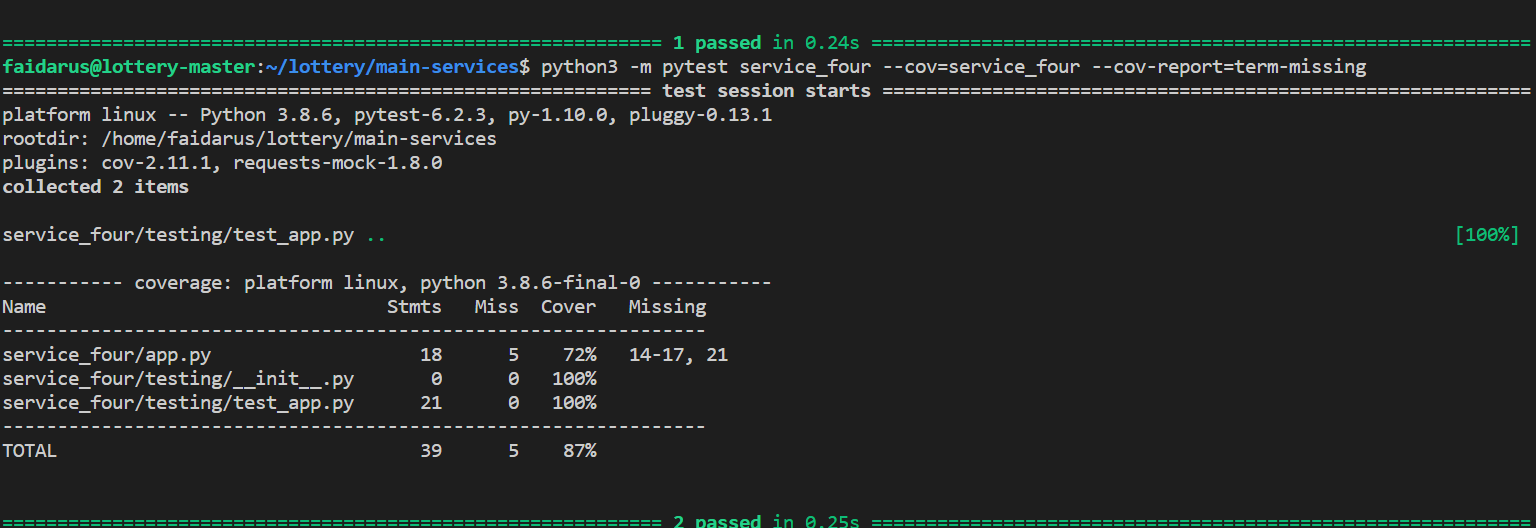 ============================================================ 1 passed in 0.24s ============================================================
faidarus@lottery-master:~/lottery/main-services$ python3 -m pytest service_four --cov=service_four --cov-report=term-missing
=========================================================== test session starts ===========================================================
platform linux -- Python 3.8.6, pytest-6.2.3, py-1.10.0, pluggy-0.13.1
rootdir: /home/faidarus/lottery/main-services
plugins: cov-2.11.1, requests-mock-1.8.0
collected 2 items
service_four/testing/test_app.py .. [100%]
----------- coverage: platform linux, python 3.8.6-final-0 -----------
Name Stmts Miss Cover Missing
----------------------------------------------------------------
service_four/app.py 18 5 72% 14-17, 21
service_four/testing/__init__.py 0 0 100%
service_four/testing/test_app.py 21 0 100%
----------------------------------------------------------------
TOTAL 39 5 87%
============================================================ 2 passed in 0.25s ============================================================